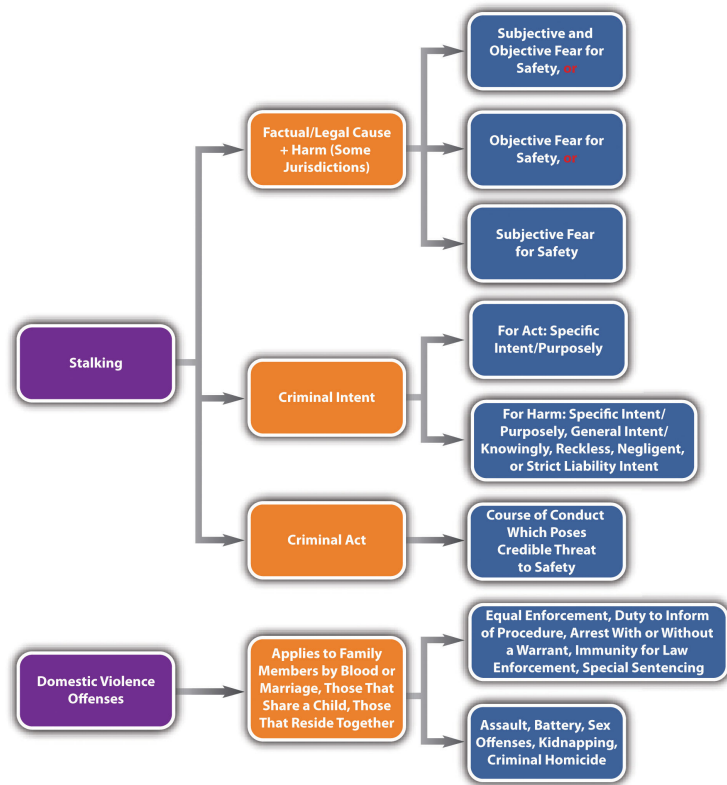 Subjective and
Objective Fear for
Safety, or
Factual/Legal Cause
+ Harm (Some
Jurisdictions)
Objective Fear for
Safety, or
Subjective Fear
for Safety
Stalking
Criminal Intent
For Act: Specific
Intent/Purposely
For Harm: Specific Intent/
Purposely, General Intent/
Knowingly, Reckless, Negligent,
or Strict Liability Intent
Criminal Act
Course of Conduct
Which Poses
Credible Threat
to Safety
Domestic Violence
Offenses
Applies to Family
Members by Blood or
Marriage, Those That
Share a Child, Those
That Reside Together
Equal Enforcement, Duty to Inform
of Procedure, Arrest With or Without
a Warrant, Immunity for Law
Enforcement, Special Sentencing
Assault, Battery, Sex
Offenses, Kidnapping,
Criminal Homicide